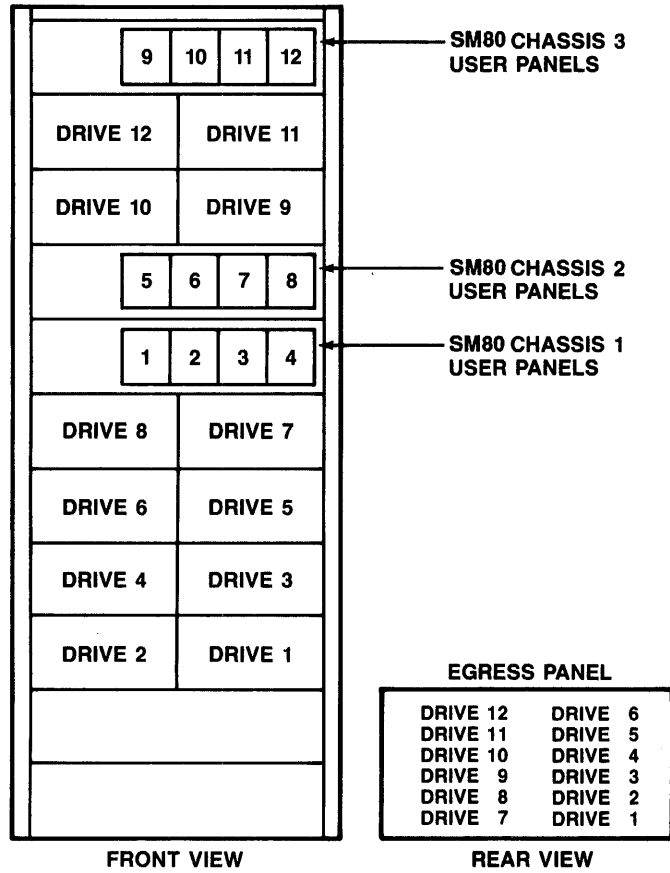 9 10 11 12
SM80 CHASSIS 3
USER PANELS
DRIVE 12 DRIVE 11
DRIVE 10 DRIVE 9
5 6 7 8
SM80 CHASSIS 2
USER PANELS
1 2 3 4
SM80 CHASSIS 1
USER PANELS
DRIVE 8 DRIVE 7
DRIVE 6 DRIVE 5
DRIVE 4 DRIVE 3
DRIVE 2 DRIVE 1
FRONT VIEW
EGRESS PANEL
DRIVE 12 DRIVE 6
DRIVE 11 DRIVE 5
DRIVE 10 DRIVE 4
DRIVE 9 DRIVE 3
DRIVE 8 DRIVE 2
DRIVE 7 DRIVE 1
REAR VIEW